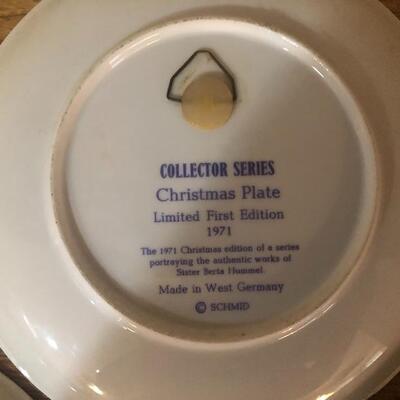 COLLECTOR SERIES
Christmas Plate
Limited First Edition
1971
The 1971 Christmas edition of a series
portraying the authentic works of
Sister Berta Hummel.
Made in West Germany
© SCHMID